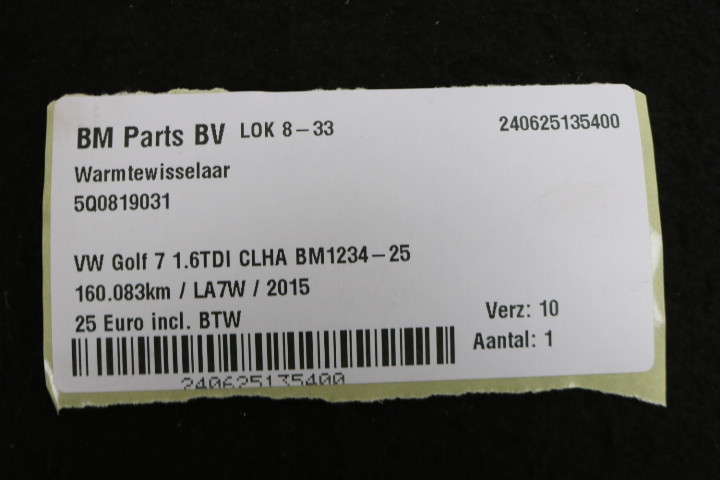 BM Parts BV LOK 8-33 240625135400
Warmtewisselaar
5Q0819031
VW Golf 7 1.6TDI CLHA BM1234-25
160.083km / LA7W / 2015
25 Euro incl. BTW
Verz: 10
Aantal: 1
240625135400